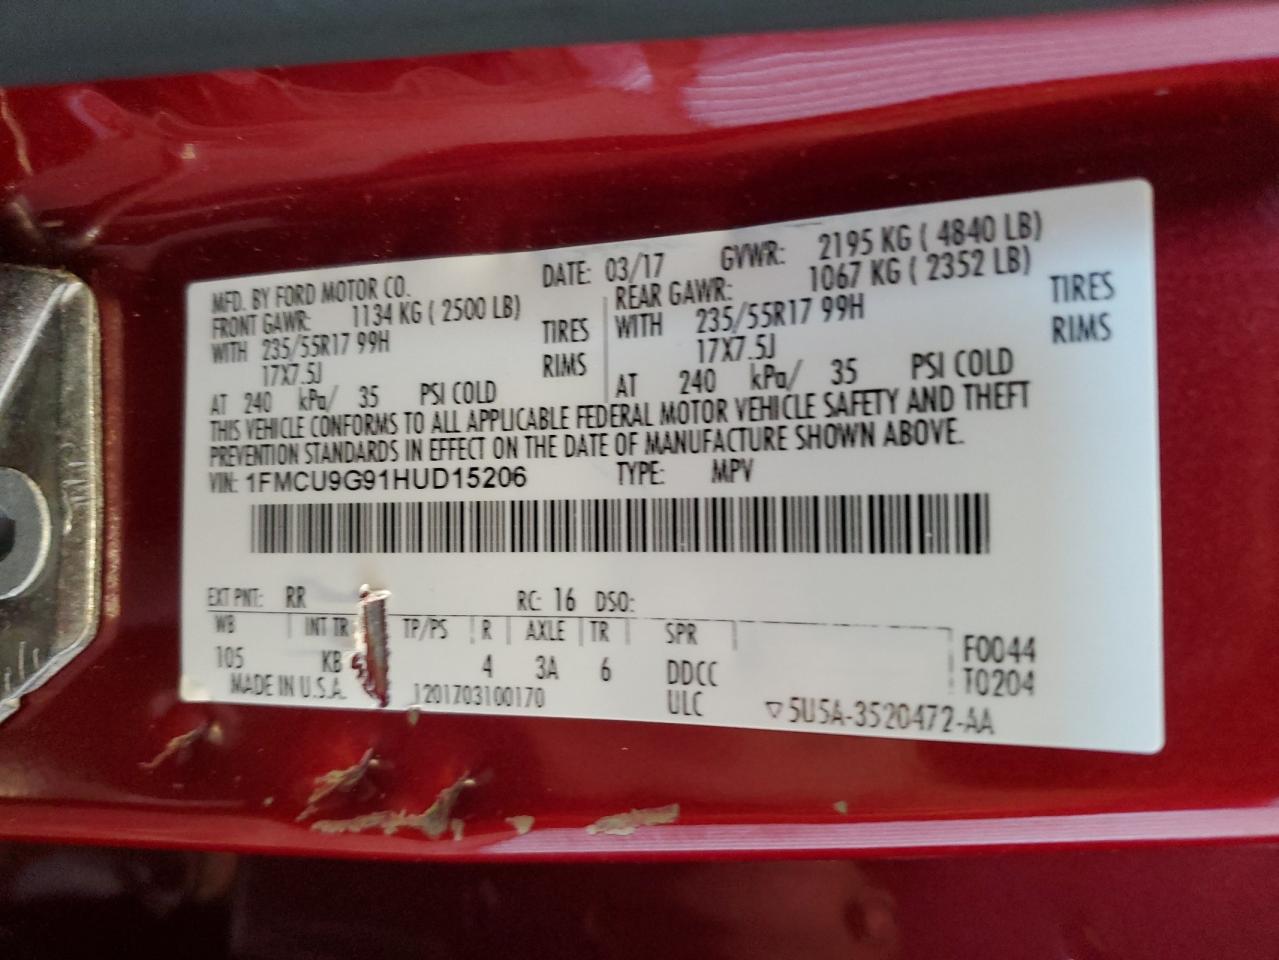 MFD. BY FORD MOTOR CO. DATE: 03/17 GVWR: 2195 KG ( 4840 LB)
FRONT GAWR: 1134 KG ( 2500 LB) REAR GAWR: 1067 KG ( 2352 LB)
WITH 235/55R17 99H TIRES WITH 235/55R17 99H TIRES
17X7.5J RIMS 17X7.5J RIMS
AT 240 kPa/ 35 PSI COLD AT 240 kPa/ 35 PSI COLD
THIS VEHICLE CONFORMS TO ALL APPLICABLE FEDERAL MOTOR VEHICLE SAFETY AND THEFT
PREVENTION STANDARDS IN EFFECT ON THE DATE OF MANUFACTURE SHOWN ABOVE.
VIN: 1FMCU9G91HUD15206 TYPE: MPV
EXT PNT: RR RC: 16 DSO:
WB INT TR TP/PS R AXLE TR SPR F0044
105 KB 4 3A 6 DDCC T0204
MADE IN U.S.A. 1201703100170 ULC ▽ 5U5A-3520472-AA